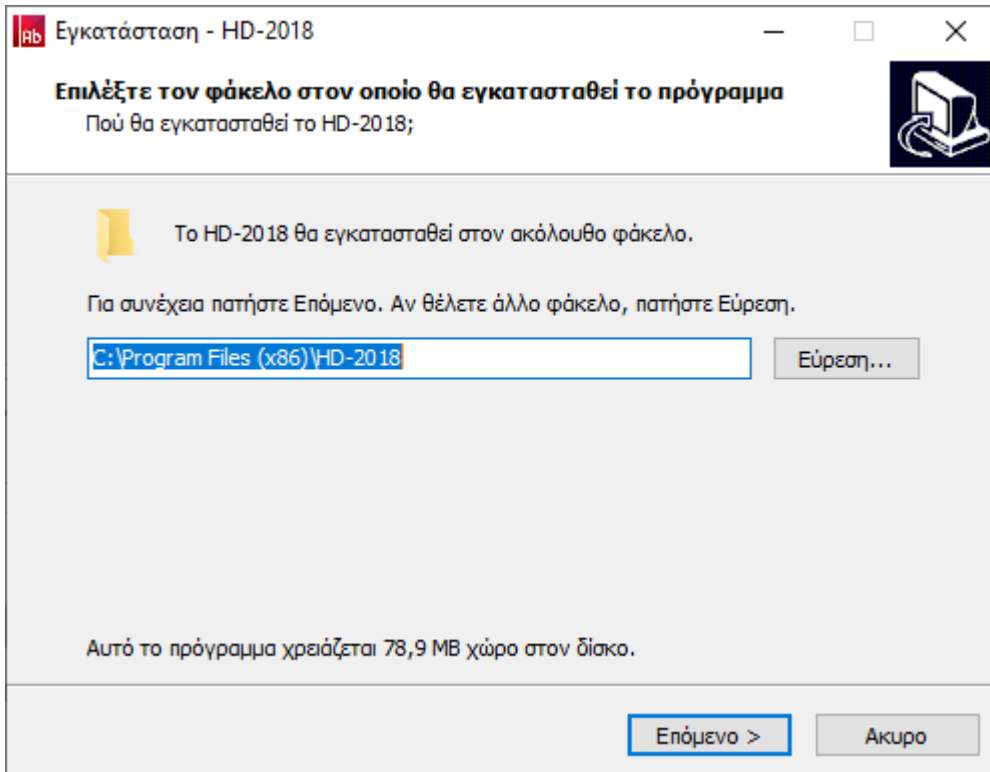 Ab Εγκατάσταση - HD-2018
Επιλέξτε τον φάκελο στον οποίο θα εγκατασταθεί το πρόγραμμα
Πού θα εγκατασταθεί το HD-2018;
Το HD-2018 θα εγκατασταθεί στον ακόλουθο φάκελο.
Για συνέχεια πατήστε Επόμενο. Αν θέλετε άλλο φάκελο, πατήστε Εύρεση.
C:\Program Files (x86)\HD-2018 Εύρεση...
Αυτό το πρόγραμμα χρειάζεται 78,9 MB χώρο στον δίσκο.
Επόμενο > Ακυρο